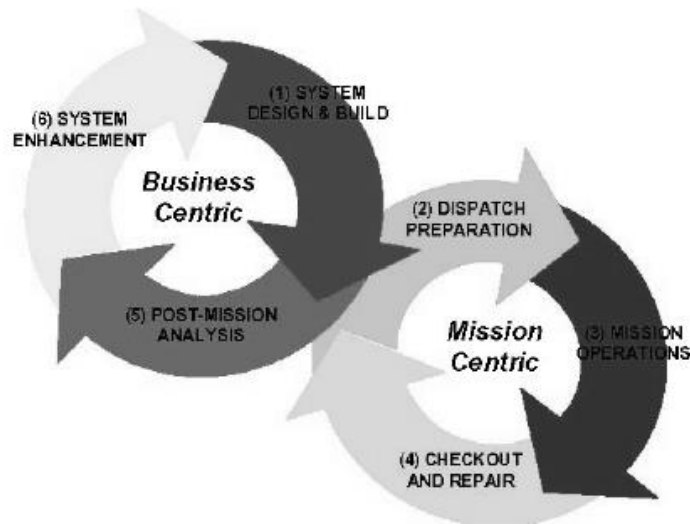 (1) SYSTEM
DESIGN & BUILD
(6) SYSTEM
ENHANCEMENT
Business
Centric
(2) DISPATCH
PREPARATION
(5) POST-MISSION
ANALYSIS
Mission
Centric
(3) MISSION
OPERATIONS
(4) CHECKOUT
AND REPAIR